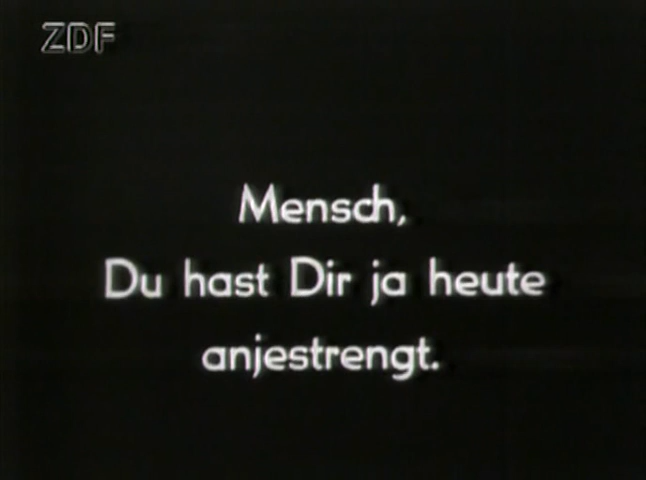 ZDF
Mensch,
Du hast Dir ja heute
anjestrengt.